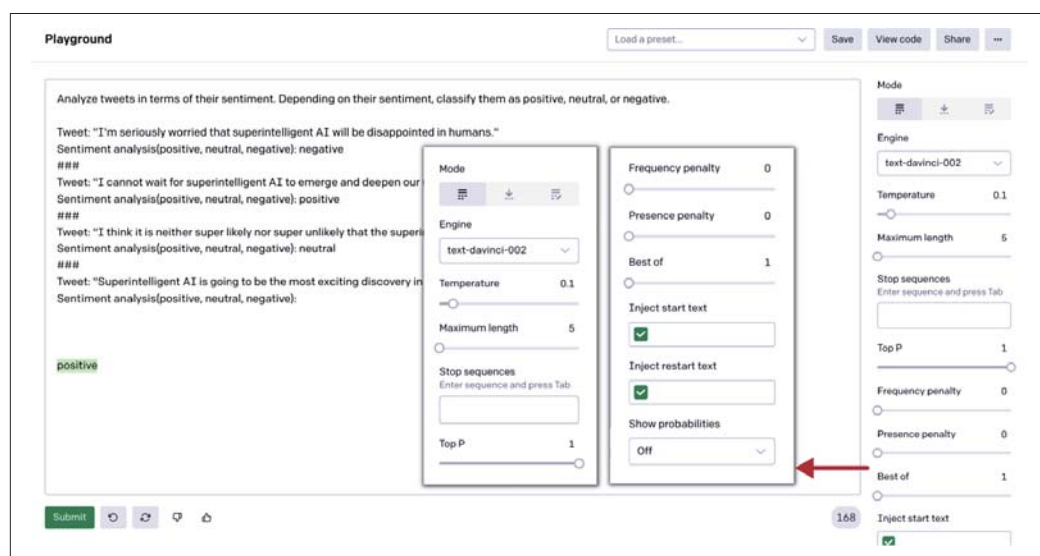 Playground
Load a preset...
Save
View code
Share
...
Analyze tweets in terms of their sentiment. Depending on their sentiment, classify them as positive, neutral, or negative.
Tweet: "I'm seriously worried that superintelligent AI will be disappointed in humans."
Sentiment analysis(positive, neutral, negative): negative
###
Tweet: "I cannot wait for superintelligent AI to emerge and deepen our
Sentiment analysis(positive, neutral, negative): positive
###
Tweet: "I think it is neither super likely nor super unlikely that the
Sentiment analysis(positive, neutral, negative): neutral
###
Tweet: "Superintelligent AI is going to be the most exciting discovery in
Sentiment analysis(positive, neutral, negative):
positive
Mode
Engine
text-davinci-002
Temperature 0.1
Maximum length 5
Stop sequences
Enter sequence and press Tab
Top P 1
Frequency penalty 0
Presence penalty 0
Best of 1
Inject start text
Inject restart text
Show probabilities
Off
Mode
Engine
text-davinci-002
Temperature 0.1
Maximum length 5
Stop sequences
Enter sequence and press Tab
Top P 1
Frequency penalty 0
Presence penalty 0
Best of 1
Inject start text
Submit
168